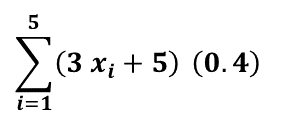 5
∑ (3 xᵢ + 5) (0.4)
i=1